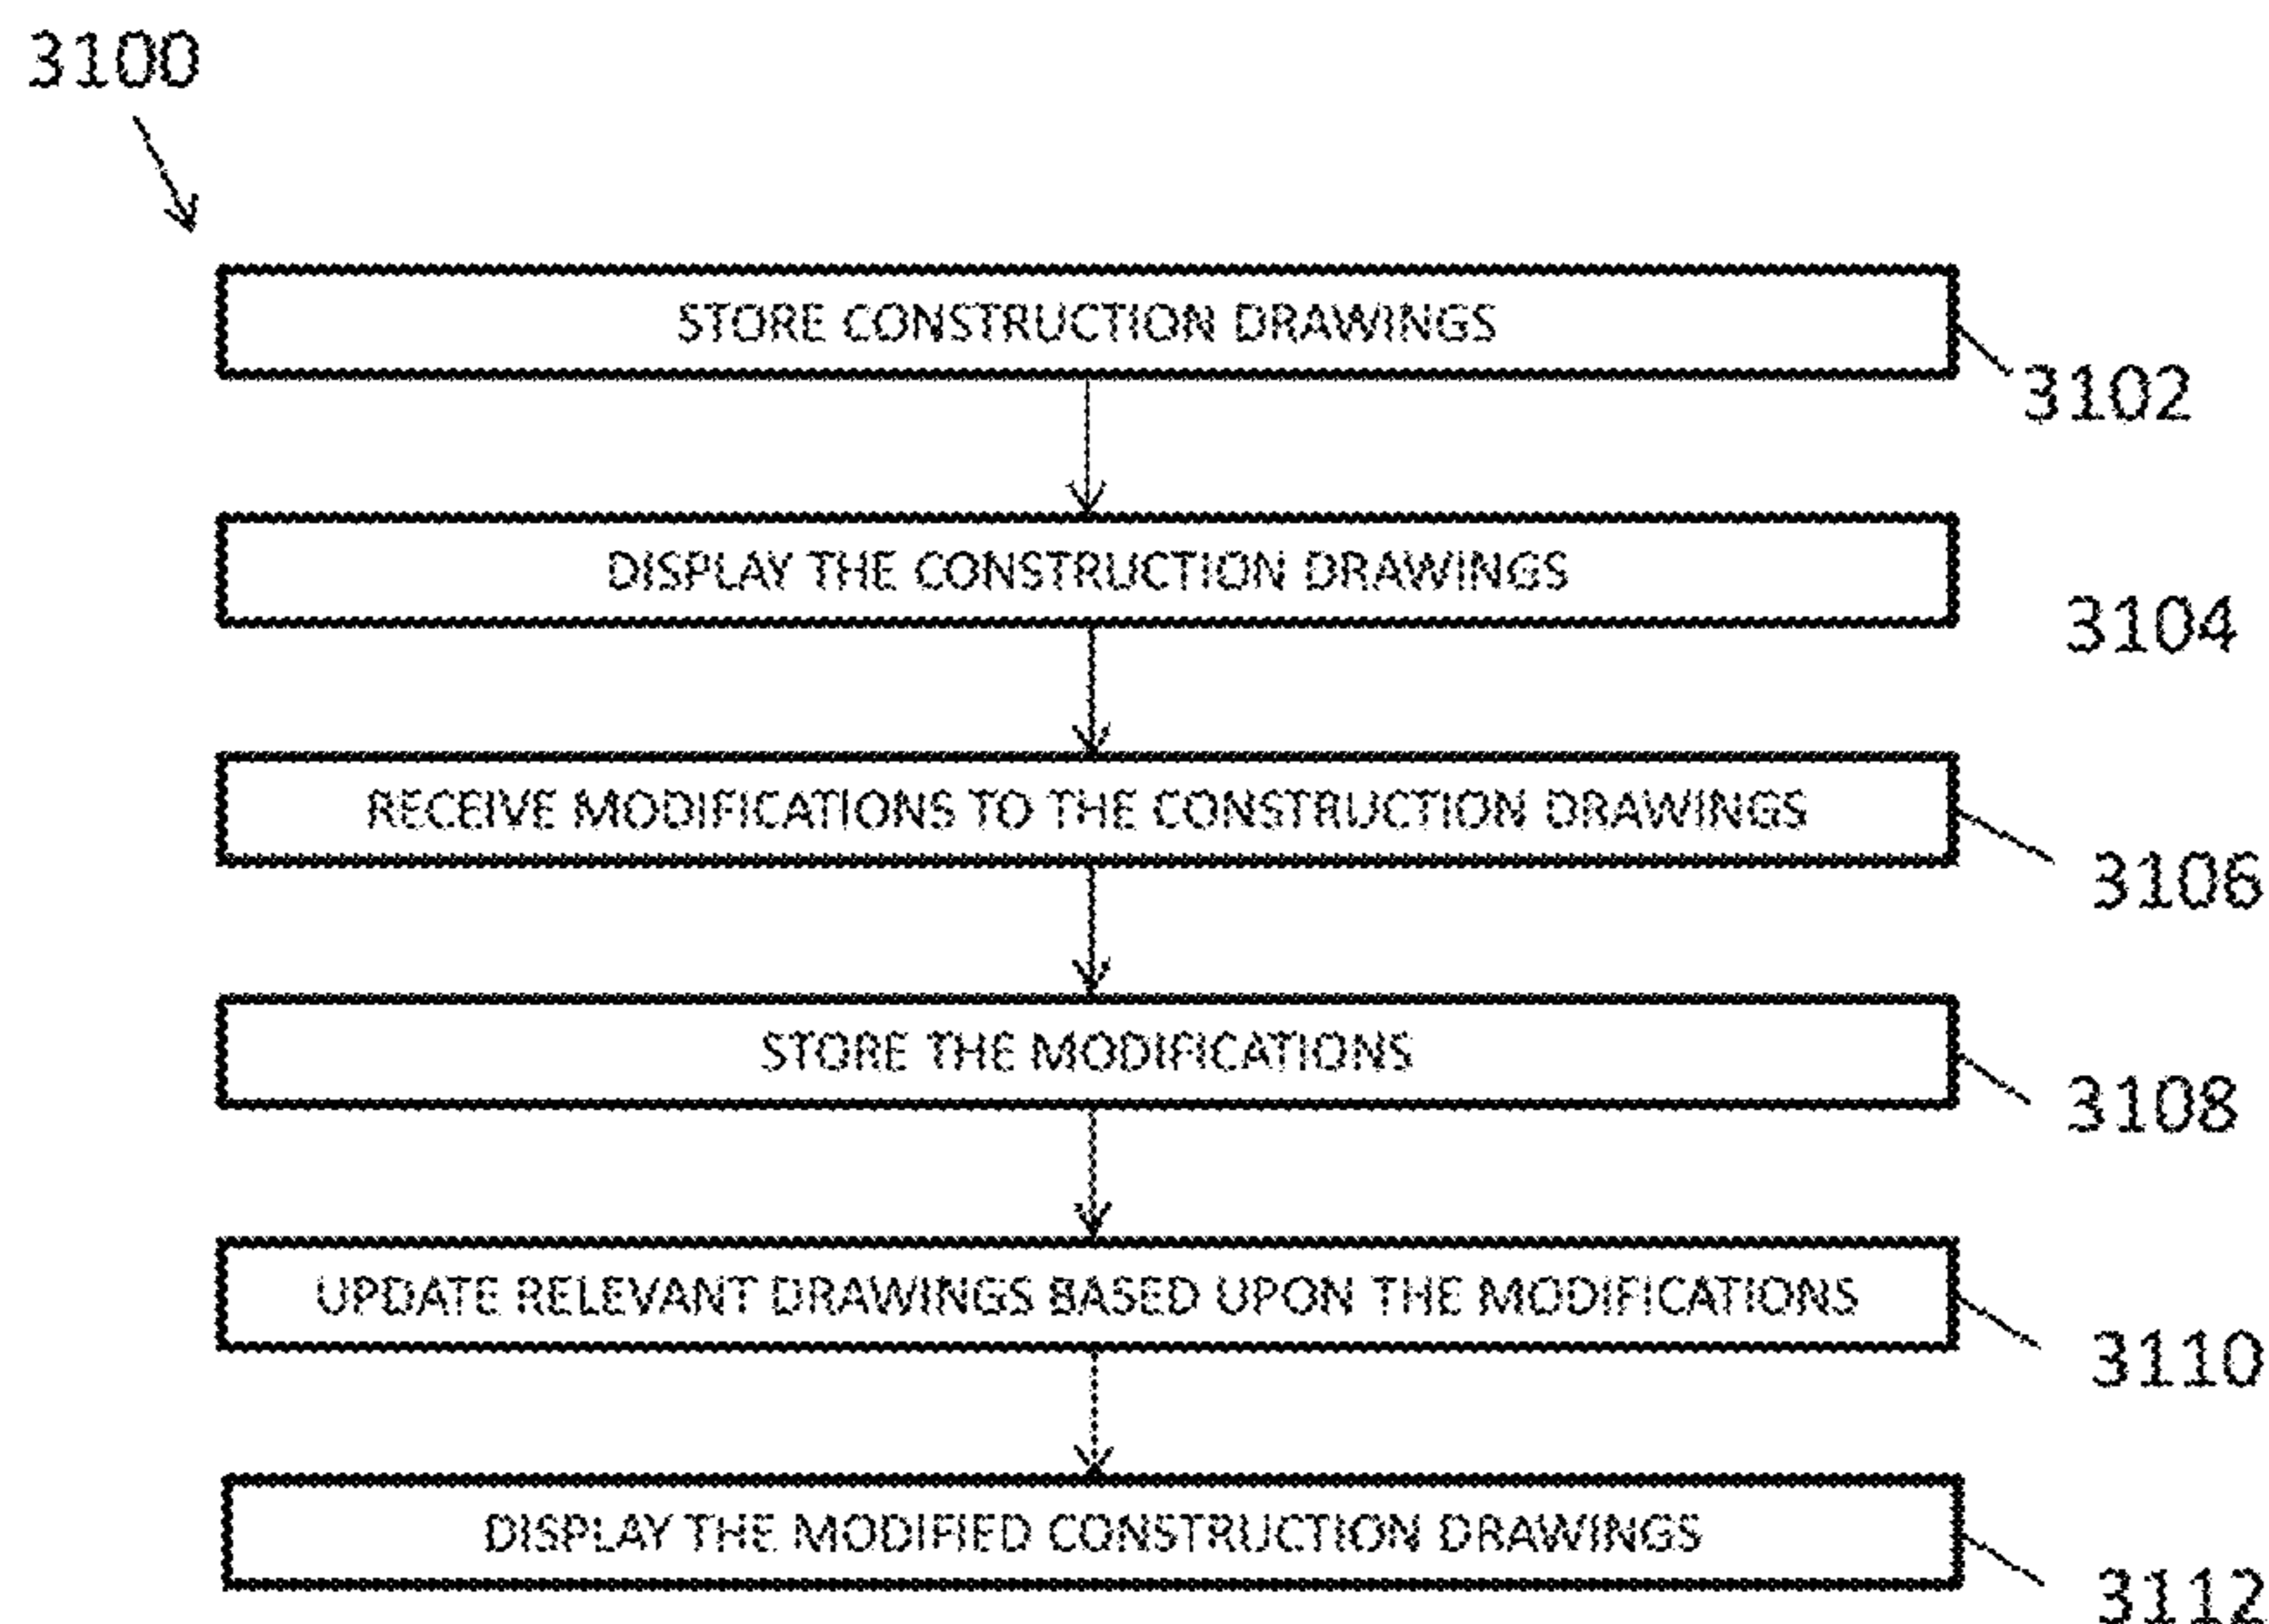 3100
STORE CONSTRUCTION DRAWINGS
3102
DISPLAY THE CONSTRUCTION DRAWINGS
3104
RECEIVE MODIFICATIONS TO THE CONSTRUCTION DRAWINGS
3106
STORE THE MODIFICATIONS
3108
UPDATE RELEVANT DRAWINGS BASED UPON THE MODIFICATIONS
3110
DISPLAY THE MODIFIED CONSTRUCTION DRAWINGS
3112